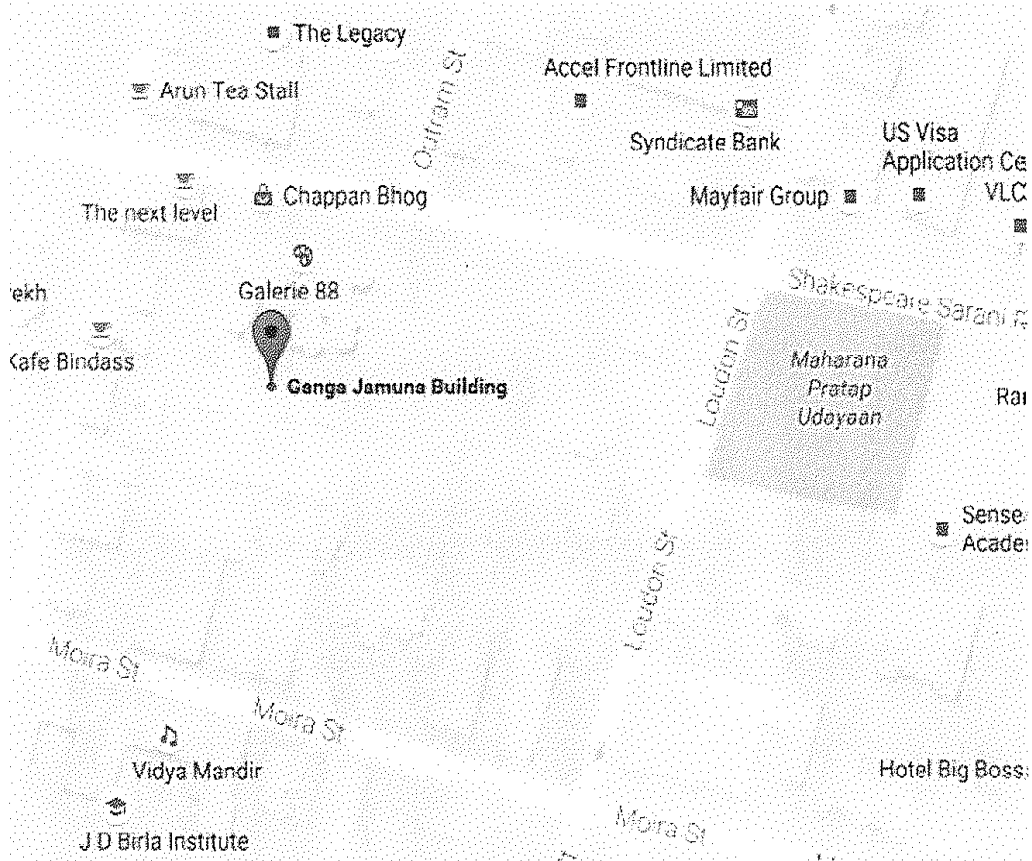 The Legacy
Outram St
Accel Frontline Limited
Arun Tea Stall
Syndicate Bank
US Visa
Application Ce
VLC
The next level
Chappan Bhog
Mayfair Group
ekh
Galerie 88
Shakespeare Sarani R
Loudon St
Kafe Bindass
Ganga Jamuna Building
Maharana
Pratap
Udayaan
Ra
Sense
Acade
Loudon St
Moira St
Moira St
Vidya Mandir
Hotel Big Boss
J D Birla Institute
Moira St